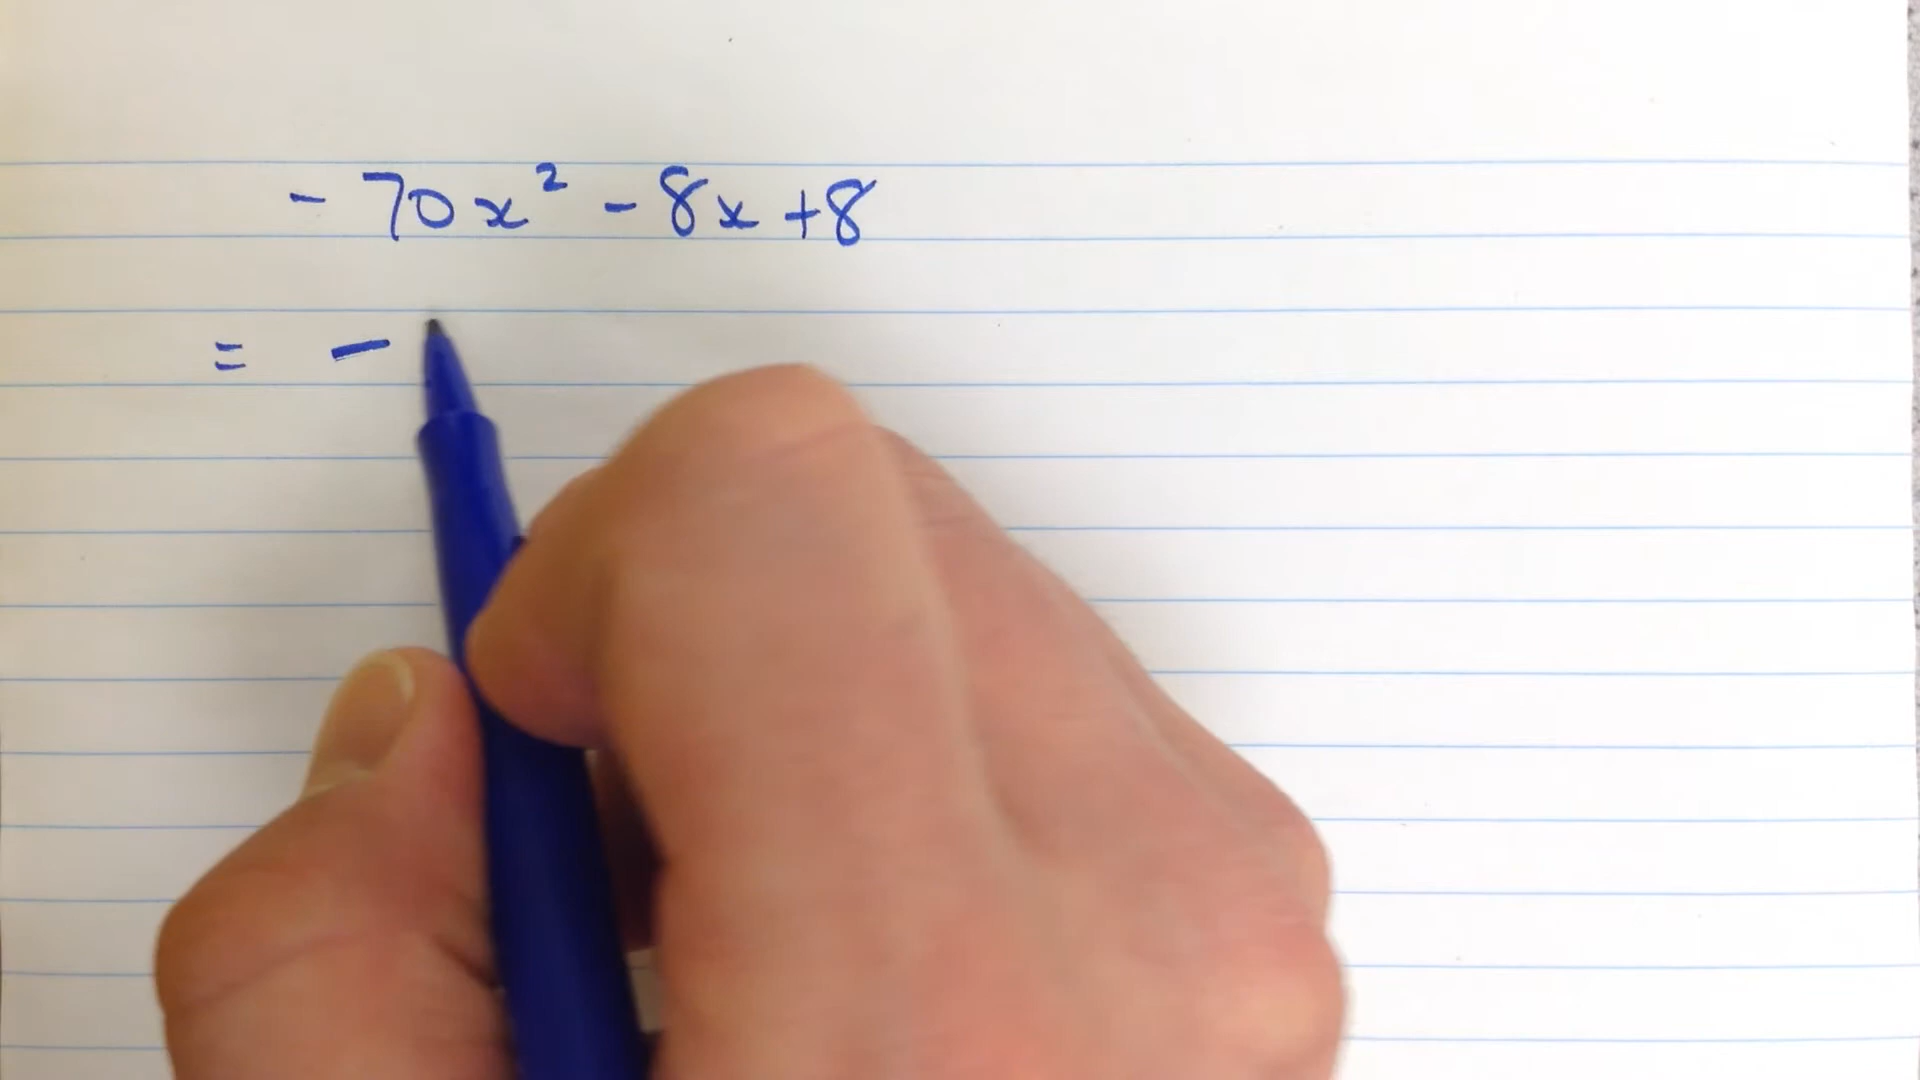 - 70x² - 8x + 8
= -